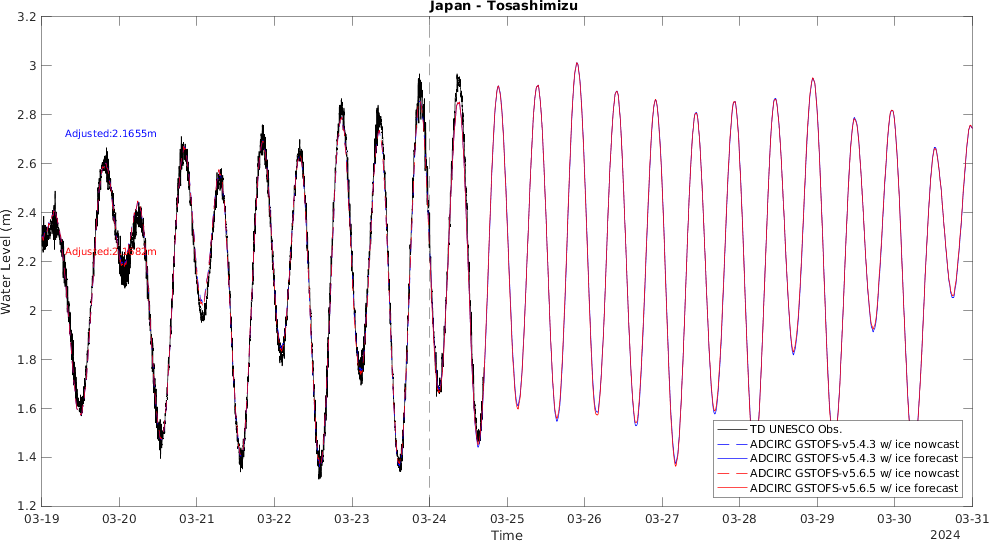 Japan - Tosashimizu
3.2
3
2.8
2.6
2.4
2.2
2
1.8
1.6
1.4
1.2
Water Level (m)
Adjusted:2.1655m
TD UNESCO Obs.
ADCIRC GSTOFS-v5.4.3 w/ ice nowcast
ADCIRC GSTOFS-v5.4.3 w/ ice forecast
ADCIRC GSTOFS-v5.6.5 w/ ice nowcast
ADCIRC GSTOFS-v5.6.5 w/ ice forecast
03-19 03-20 03-21 03-22 03-23 03-24 03-25 03-26 03-27 03-28 03-29 03-30 03-31
Time
2024